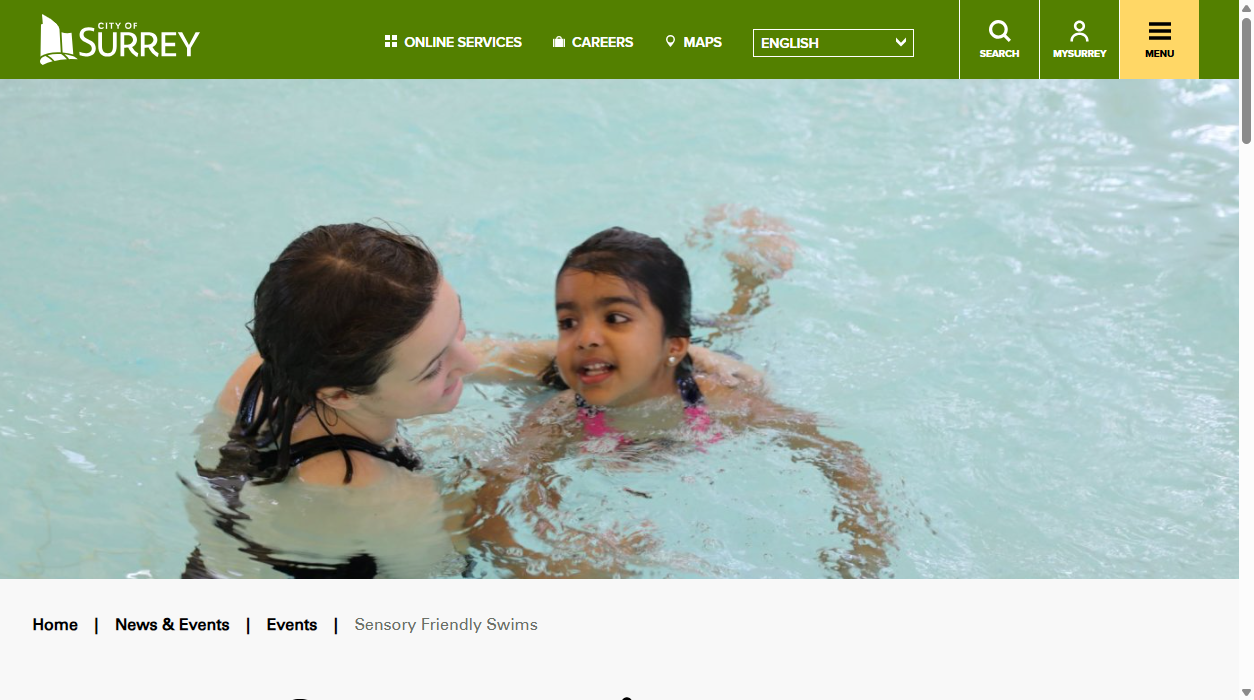 CITY OF
SURREY
ONLINE SERVICES
CAREERS
MAPS
ENGLISH
SEARCH
MYSURREY
MENU
Home | News & Events | Events | Sensory Friendly Swims